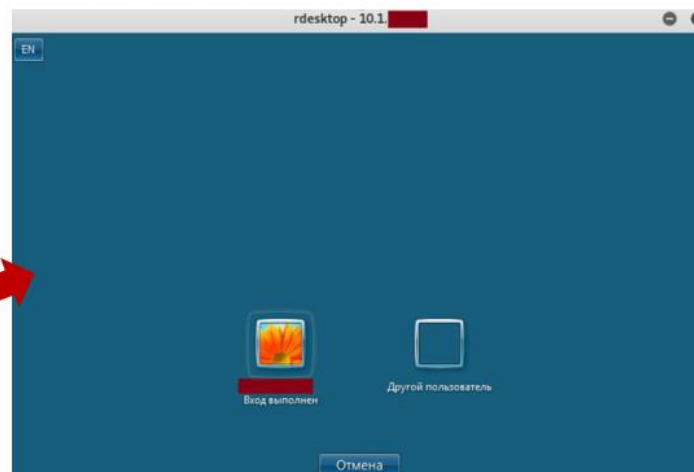 rdesktop - 10.1.
EN
Вход выполнен
Другой пользователь
Отмена